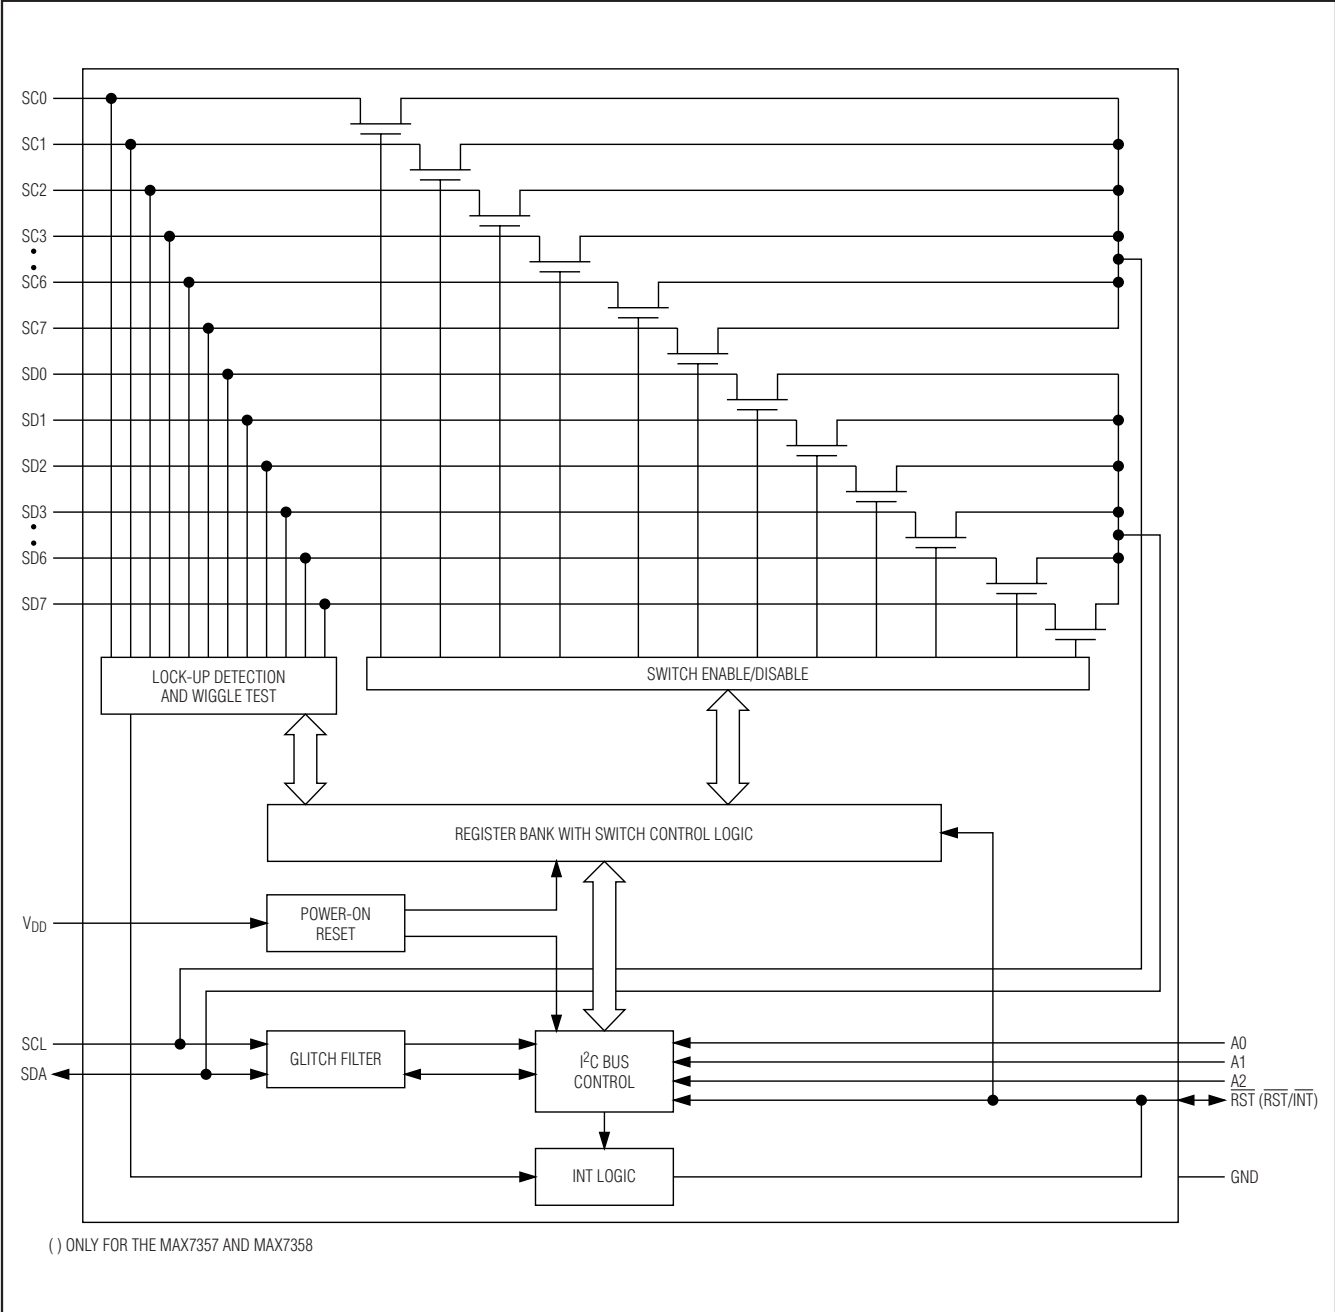 SC0
SC1
SC2
SC3
SC6
SC7
SD0
SD1
SD2
SD3
SD6
SD7
LOCK-UP DETECTION
AND WIGGLE TEST
SWITCH ENABLE/DISABLE
REGISTER BANK WITH SWITCH CONTROL LOGIC
VDD
POWER-ON
RESET
SCL
SDA
GLITCH FILTER
I²C BUS
CONTROL
A0
A1
A2
RST (RST/INT)
INT LOGIC
GND
( ) ONLY FOR THE MAX7357 AND MAX7358